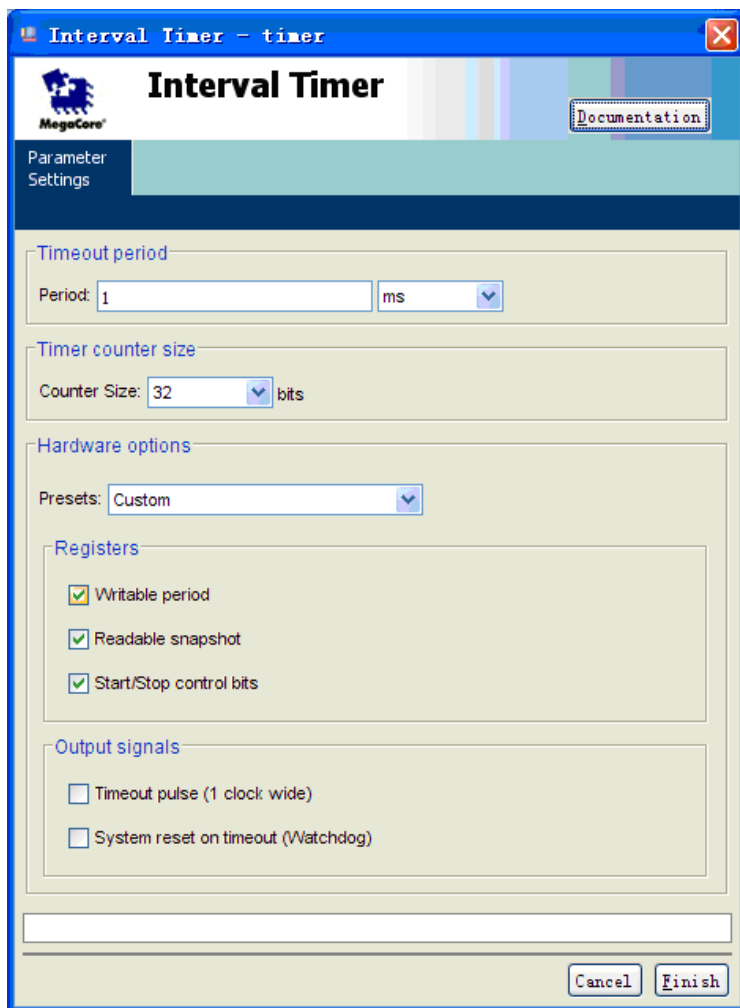 Interval Timer - timer
Interval Timer
MegaCore®
Documentation
Parameter
Settings
Timeout period
Period: 1 ms
Timer counter size
Counter Size: 32 bits
Hardware options
Presets: Custom
Registers
Writable period
Readable snapshot
Start/Stop control bits
Output signals
Timeout pulse (1 clock wide)
System reset on timeout (Watchdog)
Cancel Finish